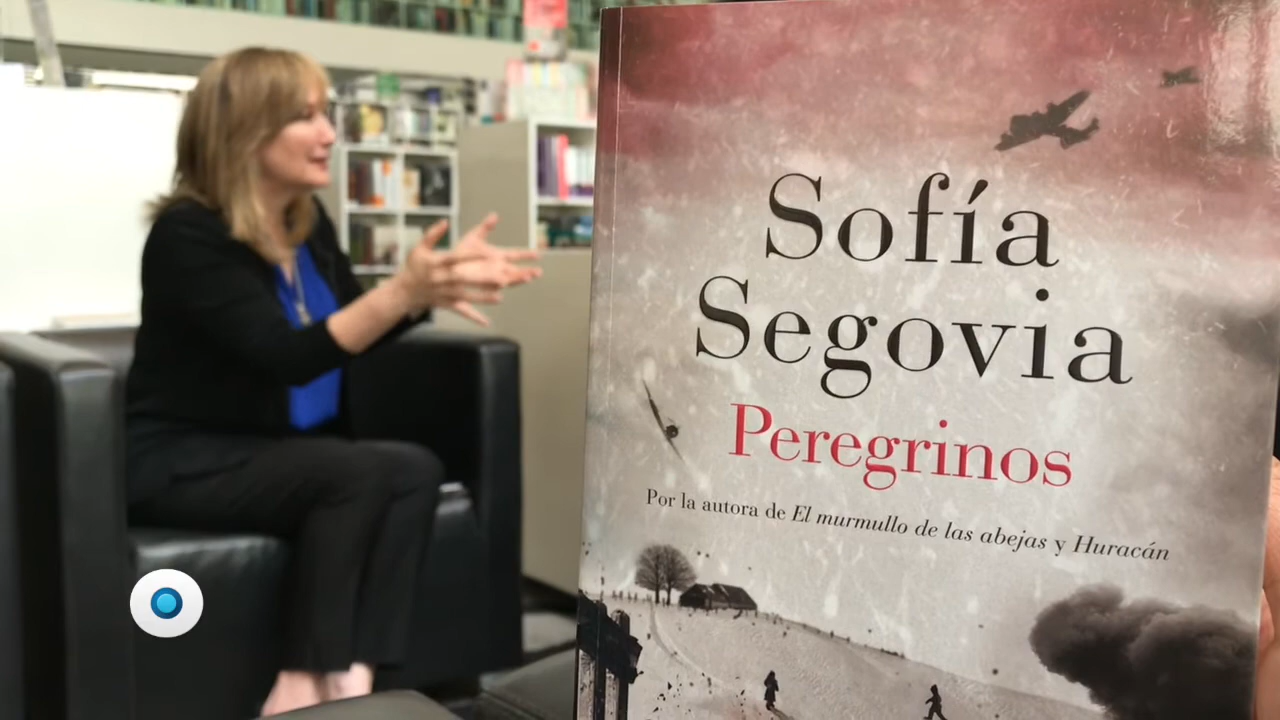 Sofía
Segovia
Peregrinos
Por la autora de El murmullo de las abejas y Huracán